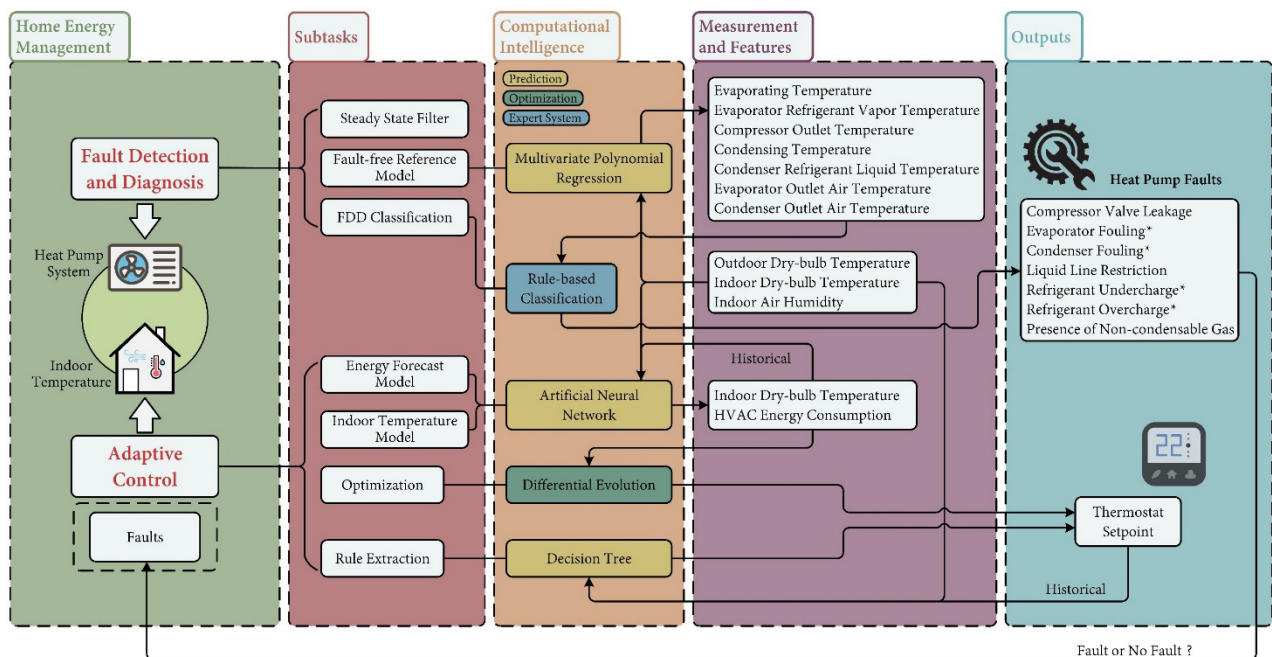 Home Energy
Management
Subtasks
Computational
Intelligence
Measurement
and Features
Outputs
Prediction
Optimization
Expert System
Fault Detection
and Diagnosis
Heat Pump
System
Indoor
Temperature
Adaptive
Control
Faults
Steady State Filter
Fault-free Reference
Model
FDD Classification
Energy Forecast
Model
Indoor Temperature
Model
Optimization
Rule Extraction
Multivariate Polynomial
Regression
Rule-based
Classification
Artificial Neural
Network
Differential Evolution
Decision Tree
Evaporating Temperature
Evaporator Refrigerant Vapor Temperature
Compressor Outlet Temperature
Condensing Temperature
Condenser Refrigerant Liquid Temperature
Evaporator Outlet Air Temperature
Condenser Outlet Air Temperature
Outdoor Dry-bulb Temperature
Indoor Dry-bulb Temperature
Indoor Air Humidity
Historical
Indoor Dry-bulb Temperature
HVAC Energy Consumption
Heat Pump Faults
Compressor Valve Leakage
Evaporator Fouling*
Condenser Fouling*
Liquid Line Restriction
Refrigerant Undercharge*
Refrigerant Overcharge*
Presence of Non-condensable Gas
22
Thermostat
Setpoint
Historical
Fault or No Fault ?